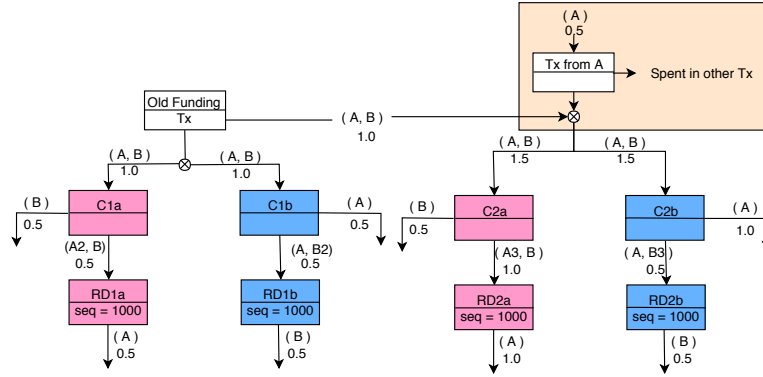 ( A )
0.5
Tx from A
Spent in other Tx
Old Funding
Tx
( A, B )
1.0
( A, B )
1.0
( A, B )
1.0
( A, B )
1.5
( A, B )
1.5
( B )
0.5
C1a
C1b
( A )
0.5
( B )
0.5
C2a
C2b
( A )
1.0
(A2, B)
0.5
(A, B2)
0.5
(A3, B )
1.0
(A, B3)
0.5
RD1a
seq = 1000
RD1b
seq = 1000
RD2a
seq = 1000
RD2b
seq = 1000
( A )
0.5
( B )
0.5
( A )
1.0
( B )
0.5